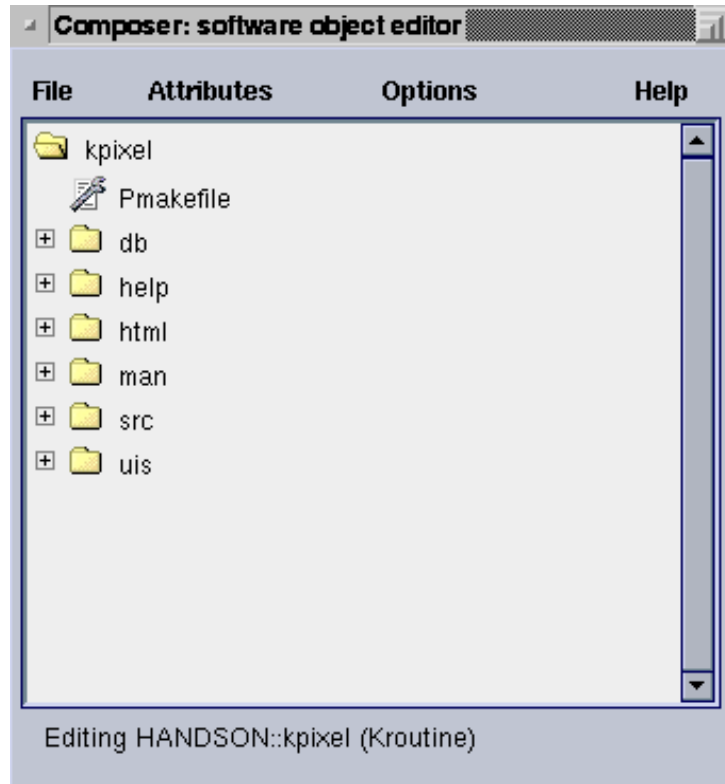 Composer: software object editor
File Attributes Options Help
kpixel
Pmakefile
db
help
html
man
src
uis
Editing HANDSON::kpixel (Kroutine)